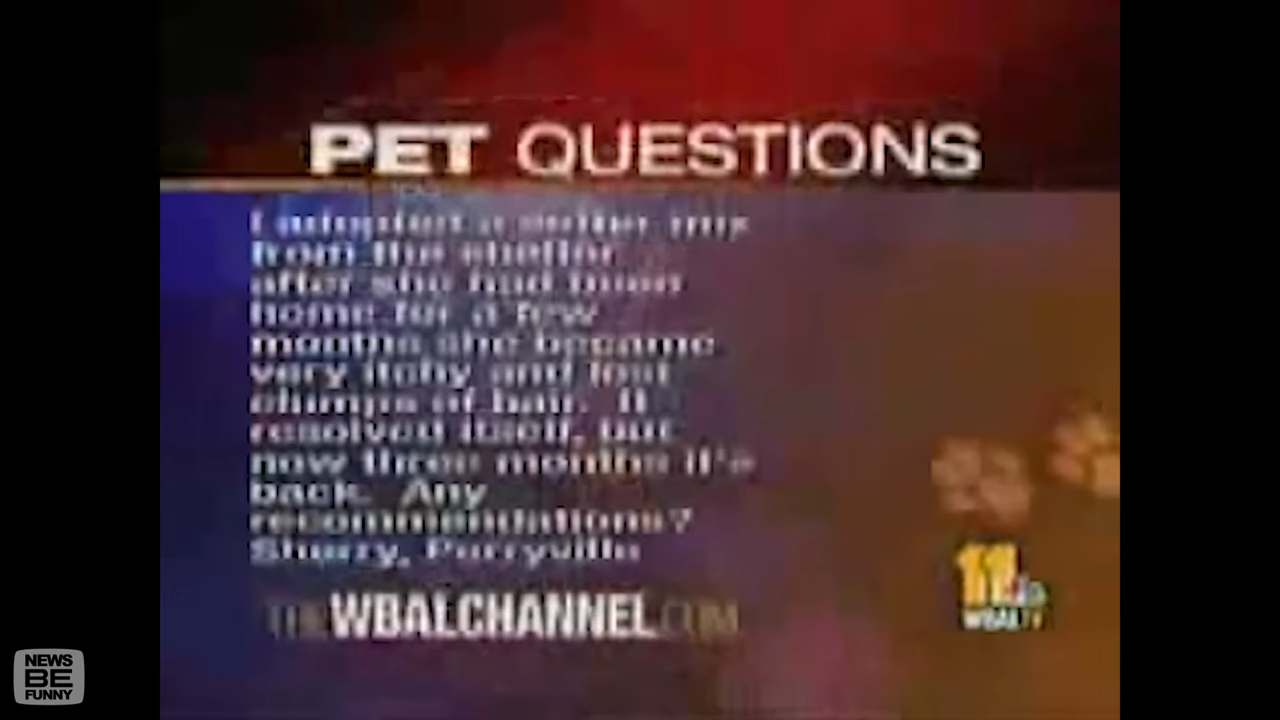 PET QUESTIONS
I adopted a setter mix
from the shelter
after she had been
home for a few
months she became
very itchy and lost
clumps of hair. It
resolved itself, but
now three months it's
back. Any
recommendations?
Sherry, Perryville
THEWBALCHANNEL.COM
11
WBALTV
NEWS
BE
FUNNY